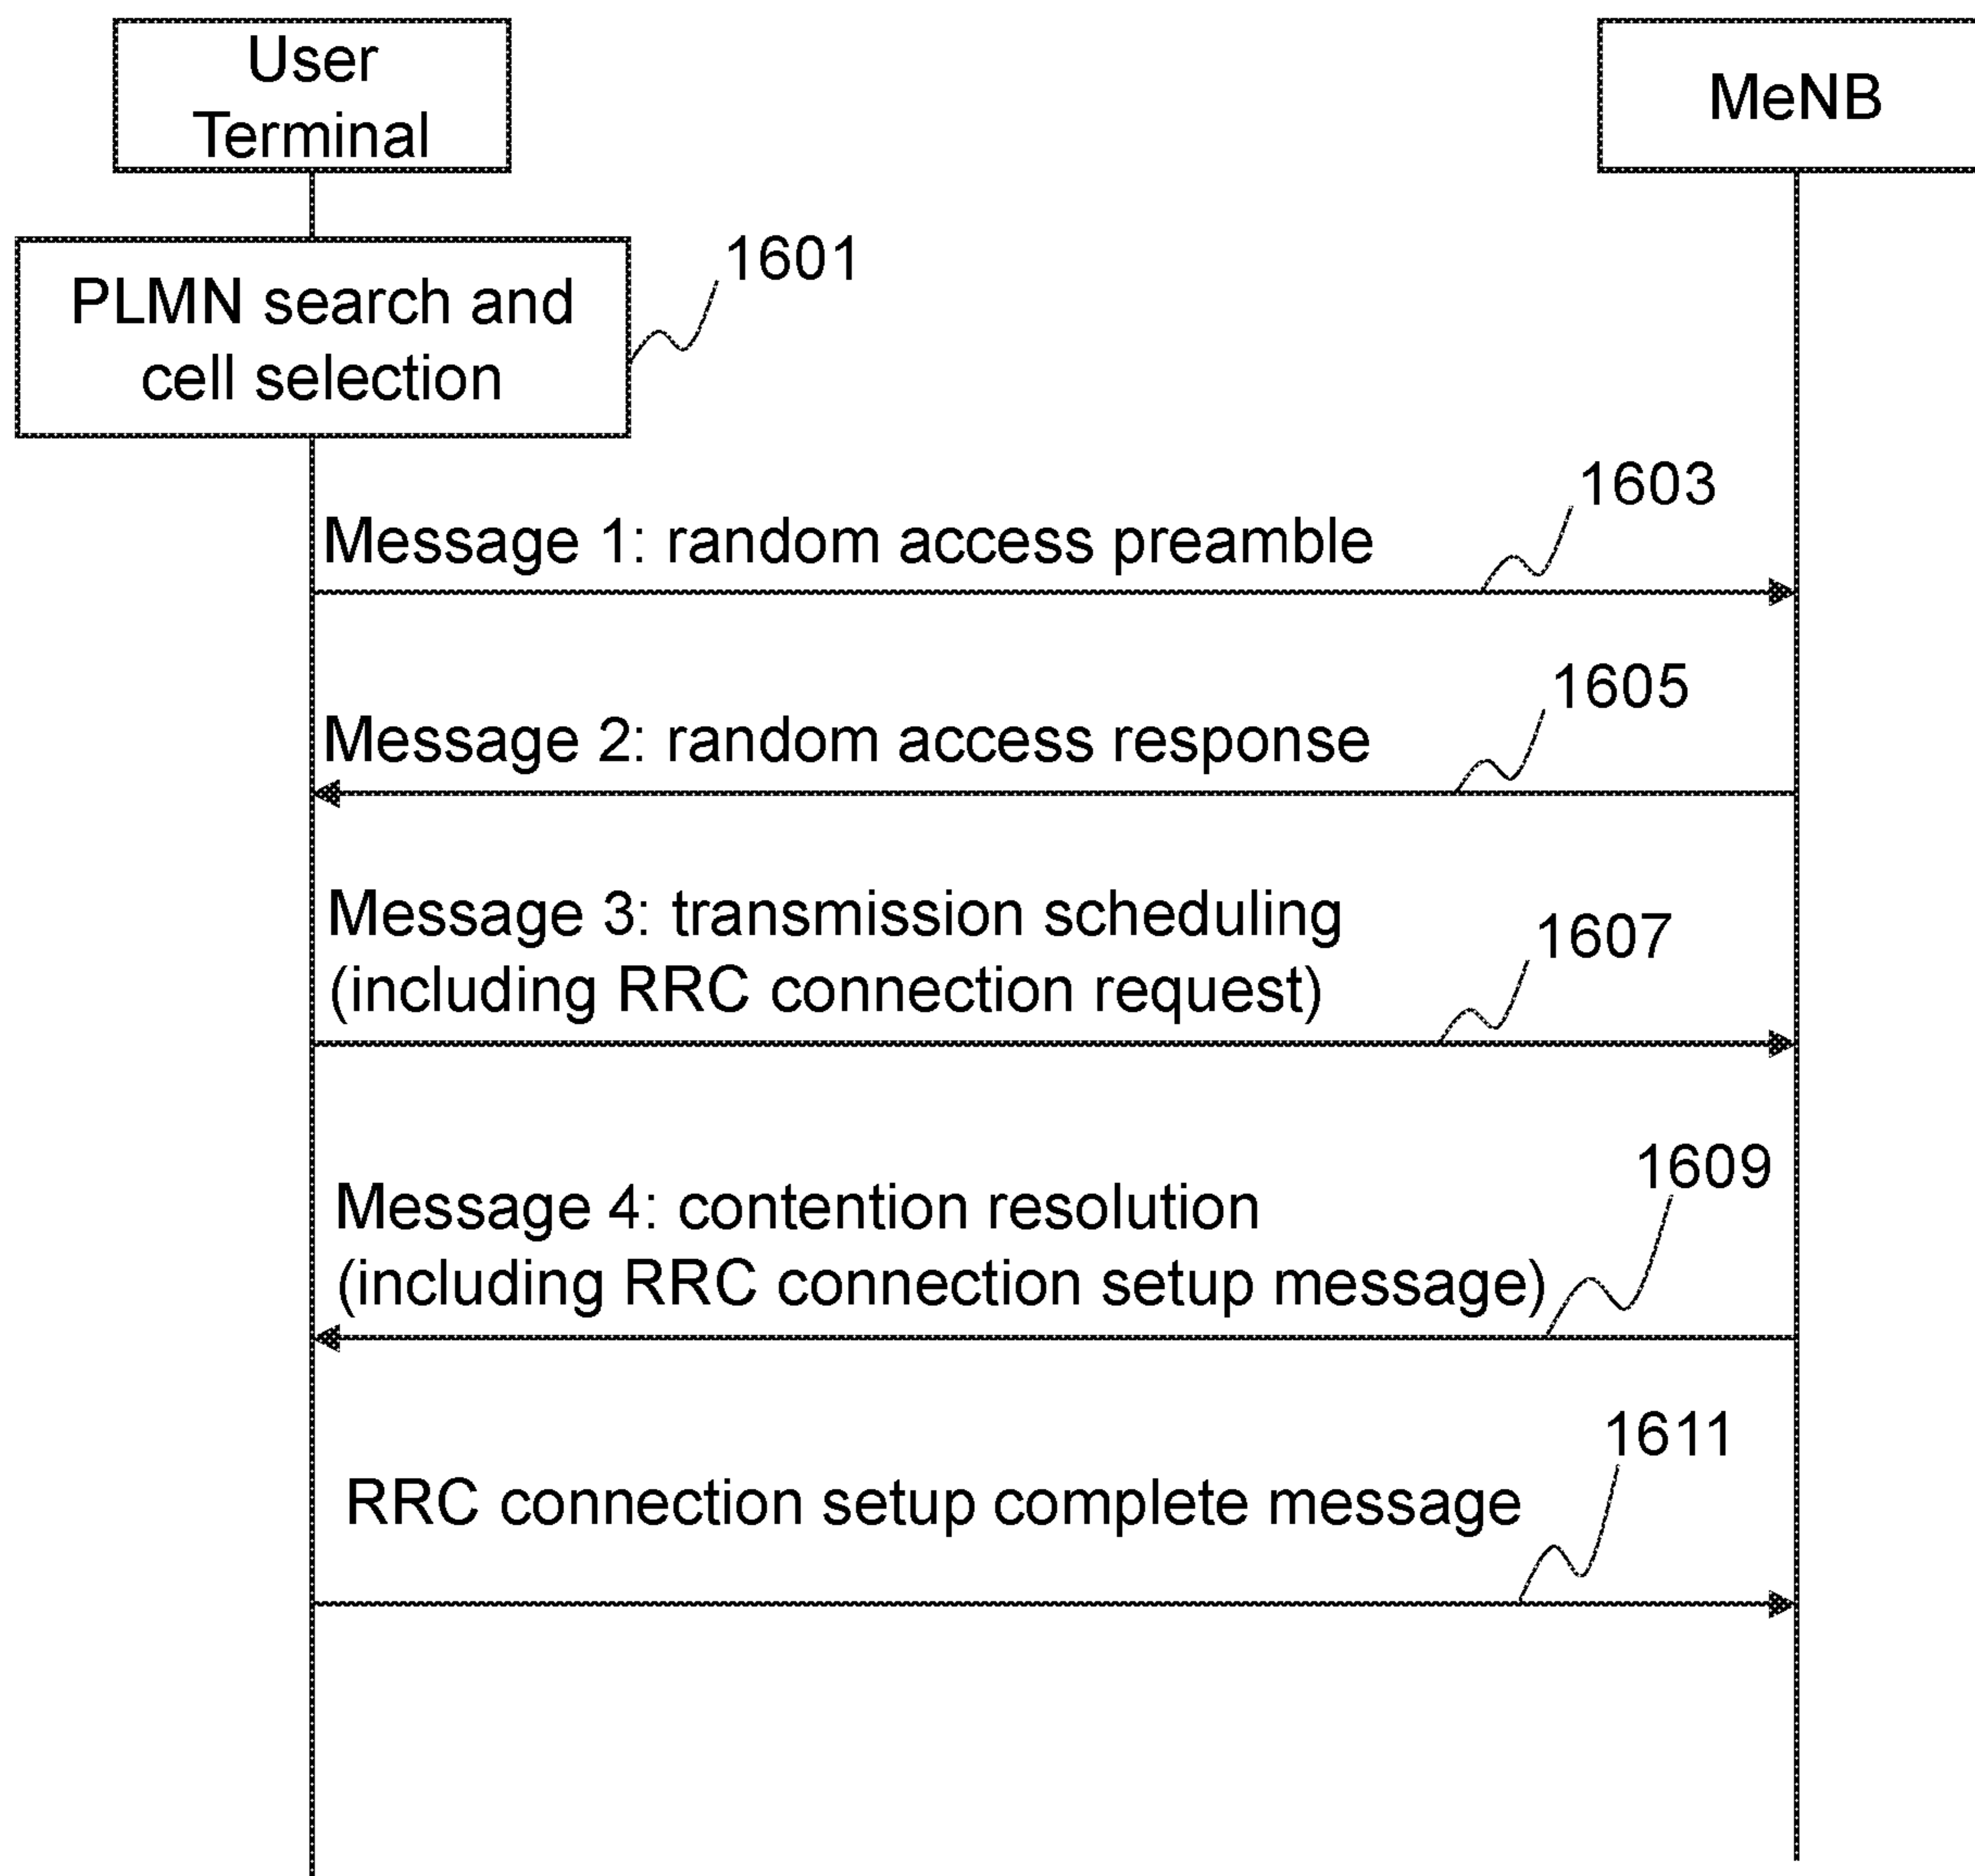 User
Terminal
MeNB
PLMN search and
cell selection
1601
1603
Message 1: random access preamble
1605
Message 2: random access response
Message 3: transmission scheduling
(including RRC connection request)
1607
1609
Message 4: contention resolution
(including RRC connection setup message)
1611
RRC connection setup complete message